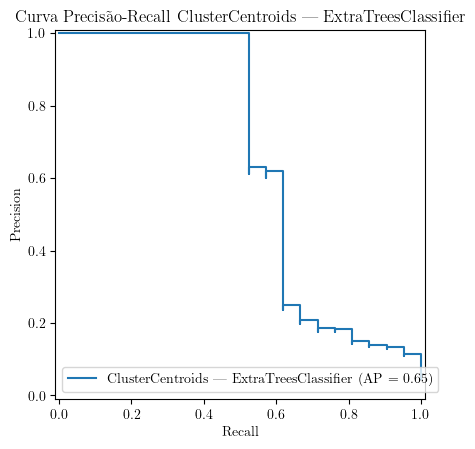 Curva Precisão-Recall ClusterCentroids — ExtraTreesClassifier
1.0
0.8
0.6
0.4
0.2
0.0
Precision
ClusterCentroids — ExtraTreesClassifier (AP = 0.65)
0.0 0.2 0.4 0.6 0.8 1.0
Recall